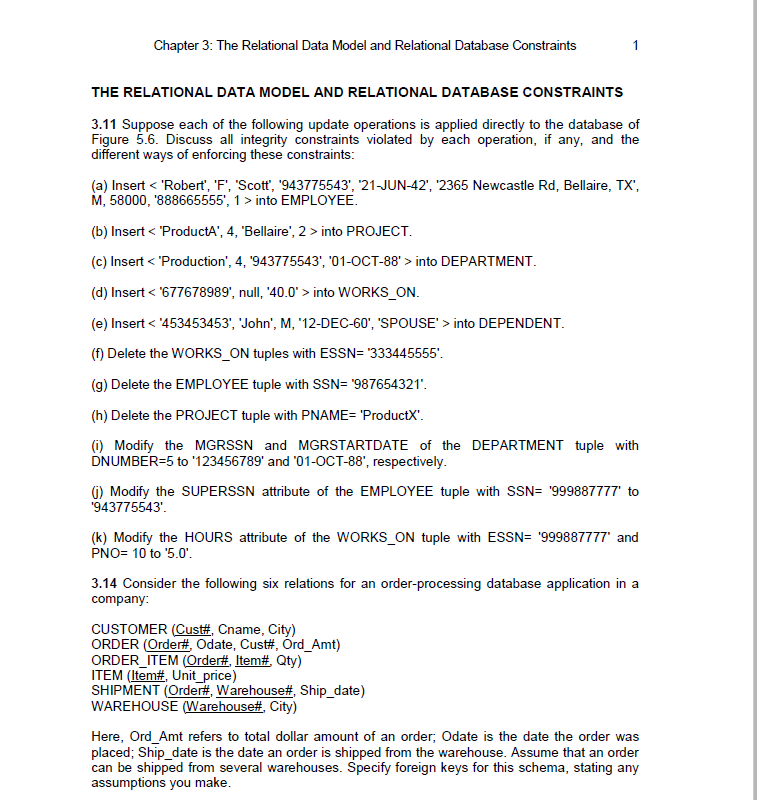 Chapter 3: The Relational Data Model and Relational Database Constraints 1
THE RELATIONAL DATA MODEL AND RELATIONAL DATABASE CONSTRAINTS
3.11 Suppose each of the following update operations is applied directly to the database of
Figure 5.6. Discuss all integrity constraints violated by each operation, if any, and the
different ways of enforcing these constraints:
(a) Insert < 'Robert', 'F', 'Scott', '943775543', '21-JUN-42', '2365 Newcastle Rd, Bellaire, TX',
M, 58000, '888665555', 1 > into EMPLOYEE.
(b) Insert < 'ProductA', 4, 'Bellaire', 2 > into PROJECT.
(c) Insert < 'Production', 4, '943775543', '01-OCT-88' > into DEPARTMENT.
(d) Insert < '677678989', null, '40.0' > into WORKS_ON.
(e) Insert < '453453453', 'John', M, '12-DEC-60', 'SPOUSE' > into DEPENDENT.
(f) Delete the WORKS_ON tuples with ESSN= '333445555'.
(g) Delete the EMPLOYEE tuple with SSN= '987654321'.
(h) Delete the PROJECT tuple with PNAME= 'ProductX'.
(i) Modify the MGRSSN and MGRSTARTDATE of the DEPARTMENT tuple with
DNUMBER=5 to '123456789' and '01-OCT-88', respectively.
(j) Modify the SUPERSSN attribute of the EMPLOYEE tuple with SSN= '999887777' to
'943775543'.
(k) Modify the HOURS attribute of the WORKS_ON tuple with ESSN= '999887777' and
PNO= 10 to '5.0'.
3.14 Consider the following six relations for an order-processing database application in a
company:
CUSTOMER (Cust#, Cname, City)
ORDER (Order#, Odate, Cust#, Ord_Amt)
ORDER_ITEM (Order#, Item#, Qty)
ITEM (Item#, Unit_price)
SHIPMENT (Order#, Warehouse#, Ship_date)
WAREHOUSE (Warehouse#, City)
Here, Ord_Amt refers to total dollar amount of an order; Odate is the date the order was
placed; Ship_date is the date an order is shipped from the warehouse. Assume that an order
can be shipped from several warehouses. Specify foreign keys for this schema, stating any
assumptions you make.